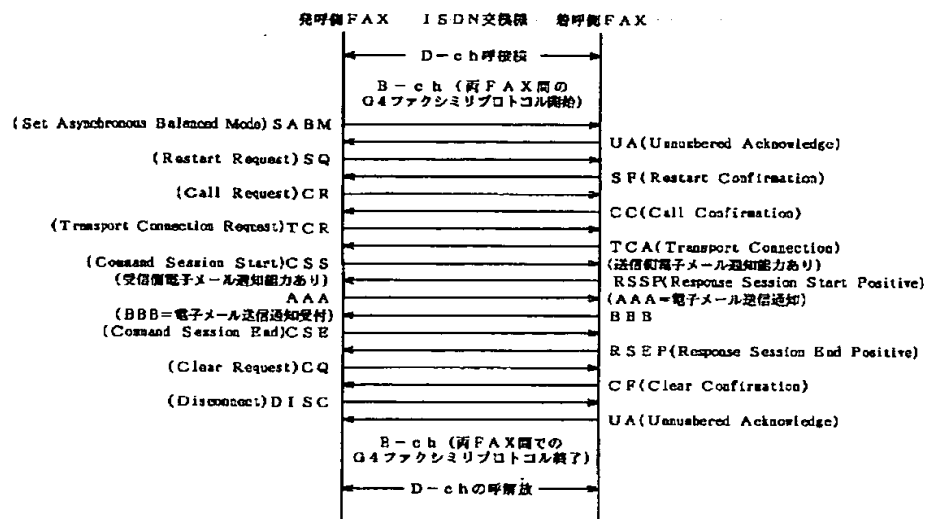 発呼側FAX ISDN交換機 着呼側FAX
D-ch呼接続
B-ch(両FAX間の
G4ファクシミリプロトコル開始)
(Set Asynchronous Balanced Mode)SABM
UA(Unnumbered Acknowledge)
(Restart Request)SQ
SF(Restart Confirmation)
(Call Request)CR
CC(Call Confirmation)
(Transport Connection Request)TCR
TCA(Transport Connection)
(Command Session Start)CSS
(送信側電子メール通知能力あり)
(受信側電子メール通知能力あり)
RSSP(Response Session Start Positive)
AAA
(AAA=電子メール送信通知)
(BBB=電子メール送信通知受付)
BBB
(Command Session End)CSE
RSEP(Response Session End Positive)
(Clear Request)CQ
CF(Clear Confirmation)
(Disconnect)DISC
UA(Unnumbered Acknowledge)
B-ch(両FAX間での
G4ファクシミリプロトコル終了)
D-chの呼解放